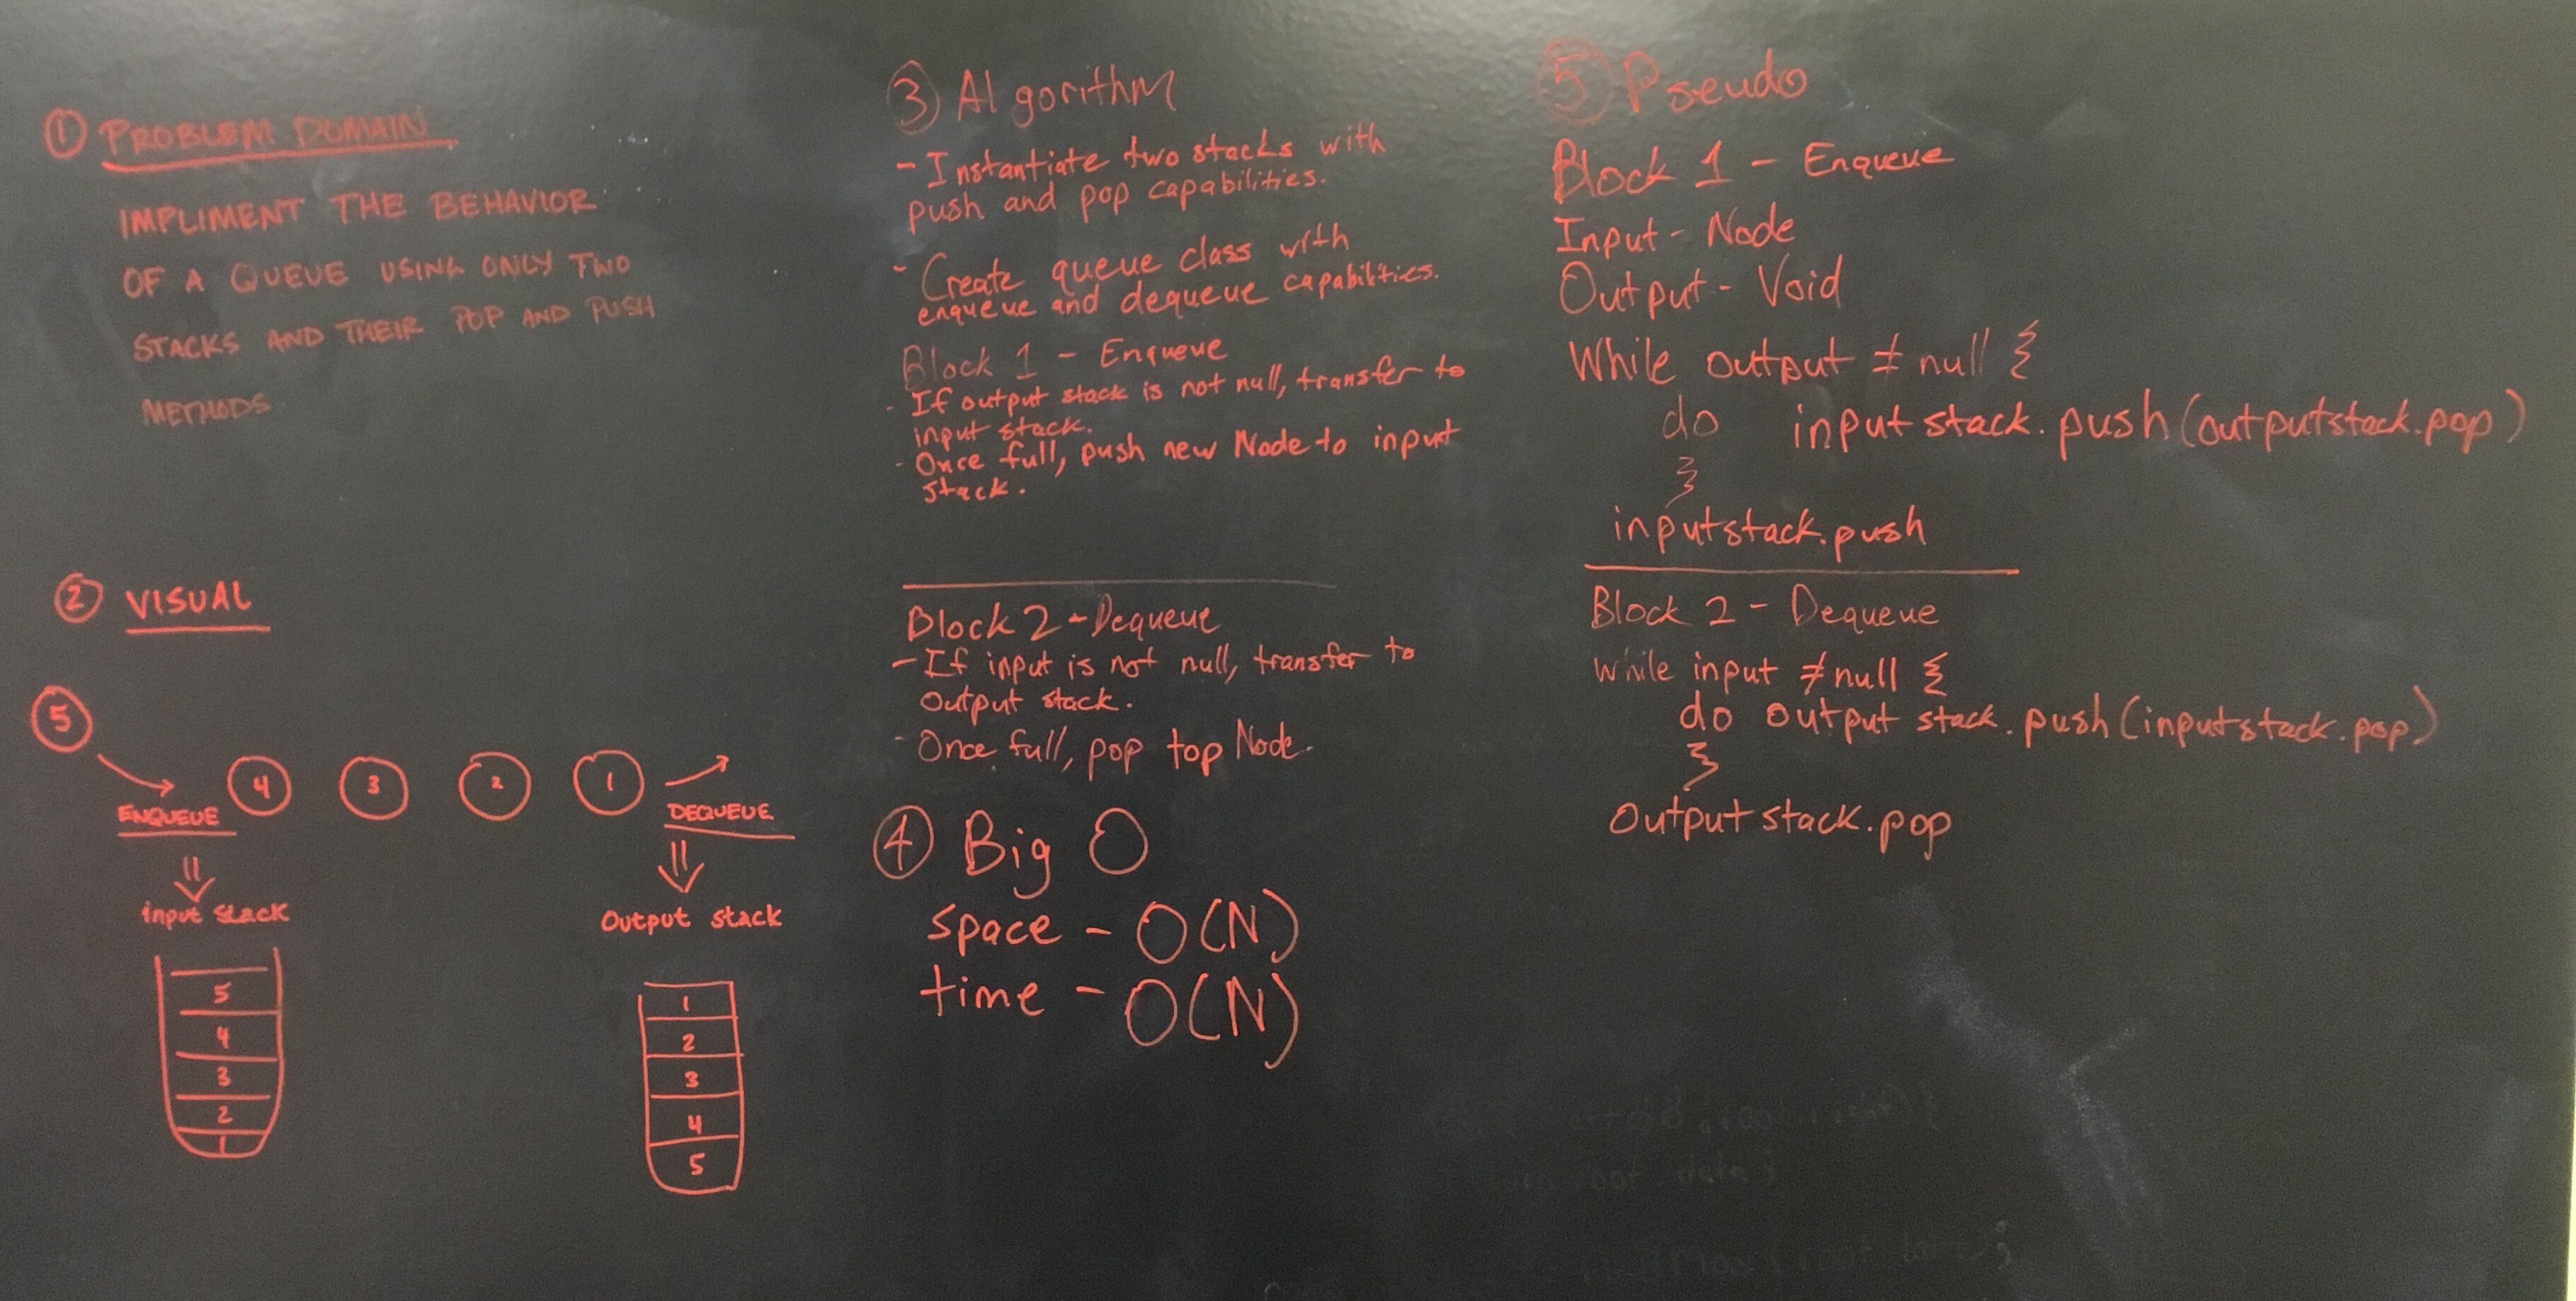 ① PROBLEM DOMAIN
IMPLIMENT THE BEHAVIOR
OF A QUEUE USING ONLY TWO
STACKS AND THEIR POP AND PUSH
METHODS
② VISUAL
5
4 3 2 1
ENQUEUE
DEQUEUE
input stack
Output stack
5
4
3
2
1
1
2
3
4
5
③ Algorithm
- Instantiate two stacks with
push and pop capabilities.
- Create queue class with
enqueue and dequeue capabilities.
Block 1 - Enqueue
- If output stack is not null, transfer to
input stack.
- Once full, push new Node to input
stack.
Block 2 - Dequeue
- If input is not null, transfer to
Output stack.
- Once full, pop top Node.
④ Big O
space - O(N)
time - O(N)
⑤ Pseudo
Block 1 - Enqueue
Input - Node
Output - Void
While output ≠ null {
do input stack.push(outputstack.pop)
}
inputstack.push
Block 2 - Dequeue
While input ≠ null {
do output stack.push(inputstack.pop)
}
Output stack.pop